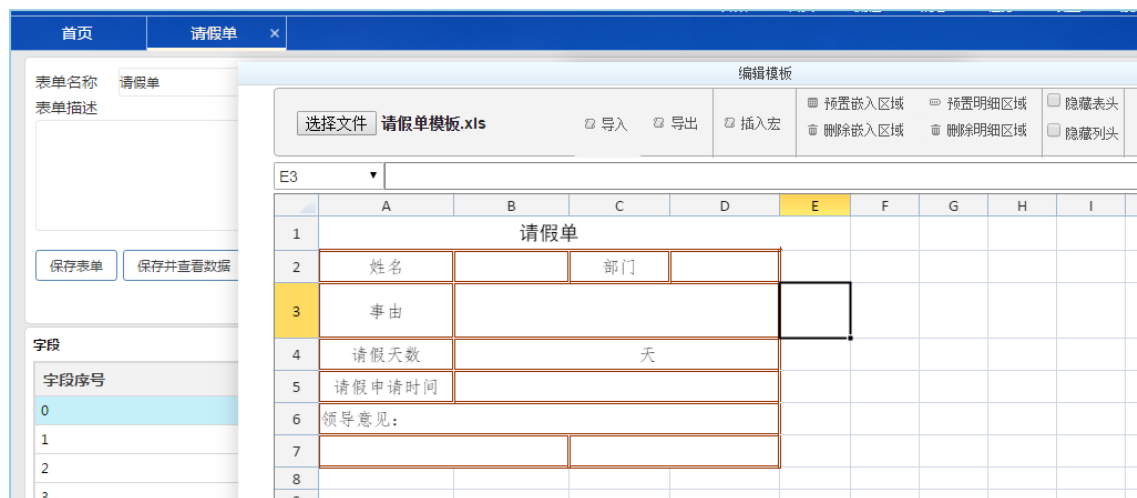 首页
请假单 ×
编辑模板
表单名称 请假单
表单描述
选择文件 请假单模板.xls
导入 导出 插入宏
预置嵌入区域 预置明细区域 隐藏表头
删除嵌入区域 删除明细区域 隐藏列头
E3
A B C D E F G H I
1 请假单
2 姓名 部门
保存表单 保存并查看数据
3 事由
字段
4 请假天数 天
字段序号
5 请假申请时间
0
6 领导意见：
1
7
2
8
3